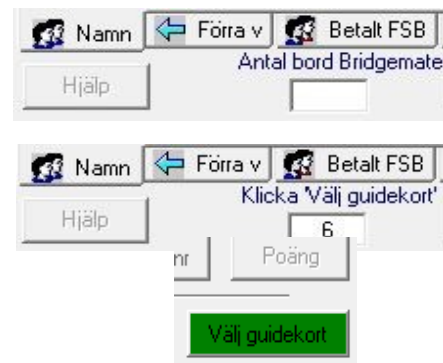 Namn Förra v Betalt FSB
Antal bord Bridgemate
Hjälp
Namn Förra v Betalt FSB
Klicka 'Välj guidekort'
Hjälp
6
nr Poäng
Välj guidekort